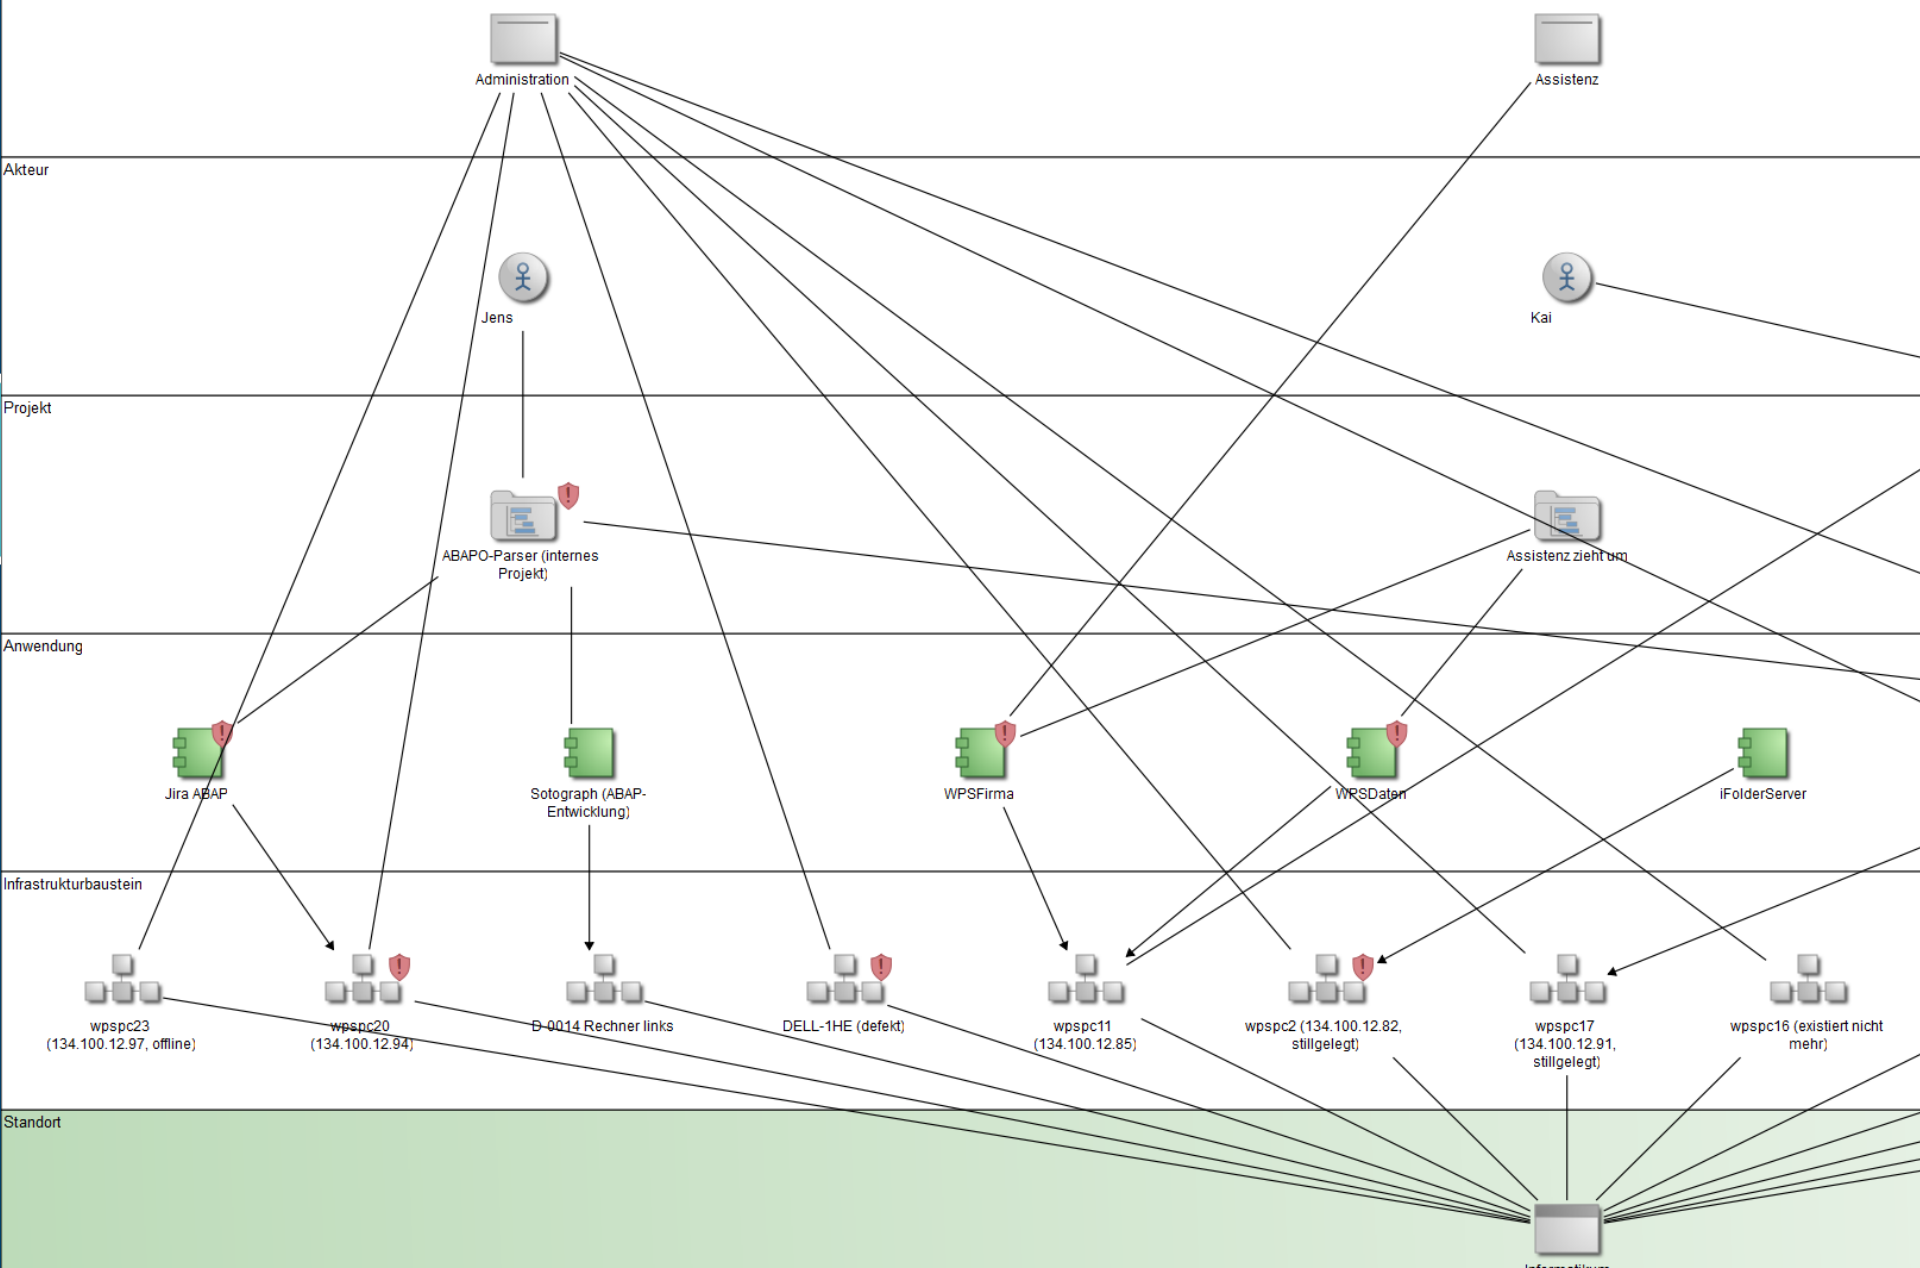 Administration
Assistenz
Akteur
Jens
Kai
Projekt
ABAPO-Parser (internes
Projekt)
Assistenz zieht um
Anwendung
Jira ABAP
Sotograph (ABAP-
Entwicklung)
WPSFirma
WPSDaten
iFolderServer
Infrastrukturbaustein
wpspc23
(134.100.12.97, offline)
wpspc20
(134.100.12.94)
D-0014 Rechner links
DELL-1HE (defekt)
wpspc11
(134.100.12.85)
wpspc2 (134.100.12.82,
stillgelegt)
wpspc17
(134.100.12.91,
stillgelegt)
wpspc16 (existiert nicht
mehr)
Standort
Informatikum